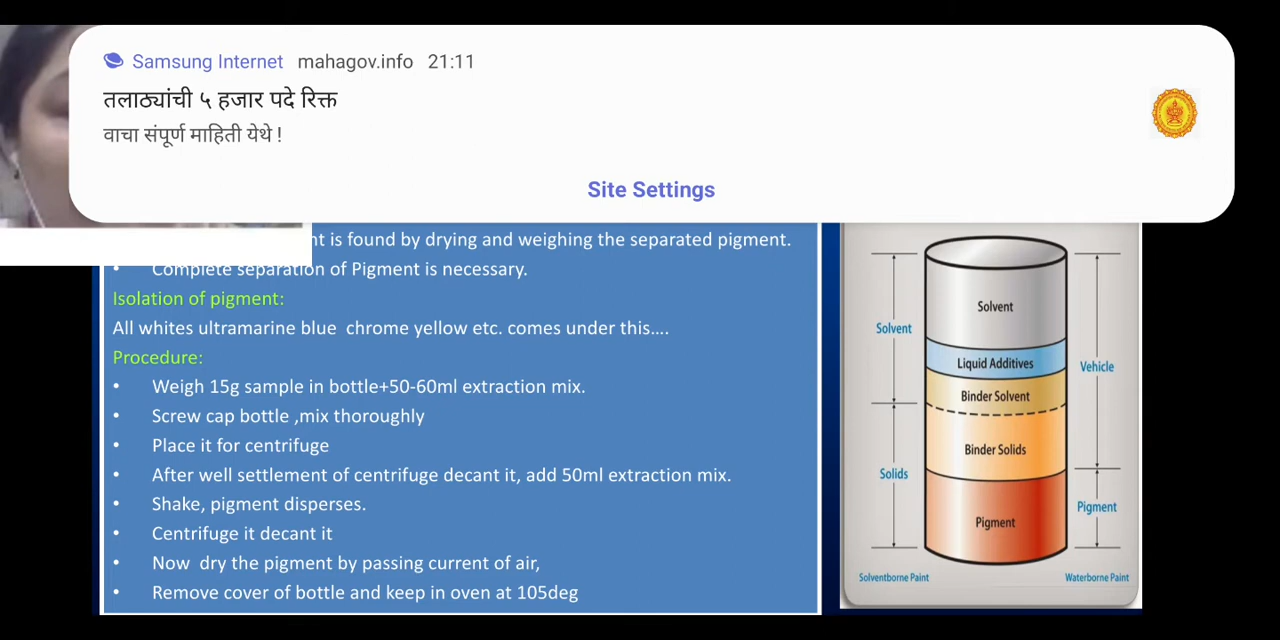 Samsung Internet mahagov.info 21:11
तलाठ्यांची ५ हजार पदे रिक्त
वाचा संपूर्ण माहिती येथे !
Site Settings
is found by drying and weighing the separated pigment.
• Complete separation of Pigment is necessary.
Isolation of pigment:
All whites ultramarine blue chrome yellow etc. comes under this....
Procedure:
• Weigh 15g sample in bottle+50-60ml extraction mix.
• Screw cap bottle ,mix thoroughly
• Place it for centrifuge
• After well settlement of centrifuge decant it, add 50ml extraction mix.
• Shake, pigment disperses.
• Centrifuge it decant it
• Now dry the pigment by passing current of air,
• Remove cover of bottle and keep in oven at 105deg
Solvent
Solvent
Liquid Additives
Vehicle
Binder Solvent
Binder Solids
Solids
Pigment
Pigment
Solventborne Paint
Waterborne Paint